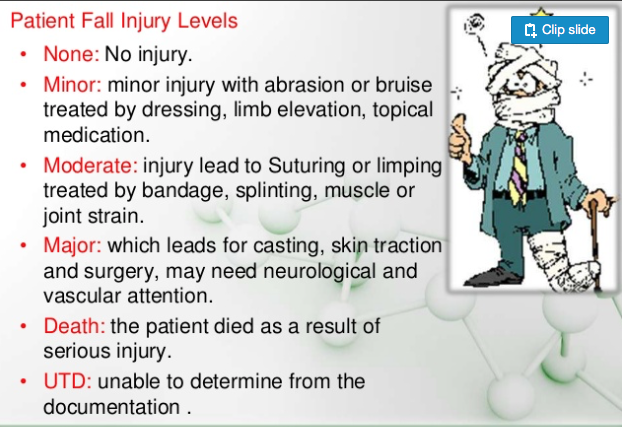 Patient Fall Injury Levels
Clip slide
• None: No injury.
• Minor: minor injury with abrasion or bruise
treated by dressing, limb elevation, topical
medication.
• Moderate: injury lead to Suturing or limping
treated by bandage, splinting, muscle or
joint strain.
• Major: which leads for casting, skin traction
and surgery, may need neurological and
vascular attention.
• Death: the patient died as a result of
serious injury.
• UTD: unable to determine from the
documentation .